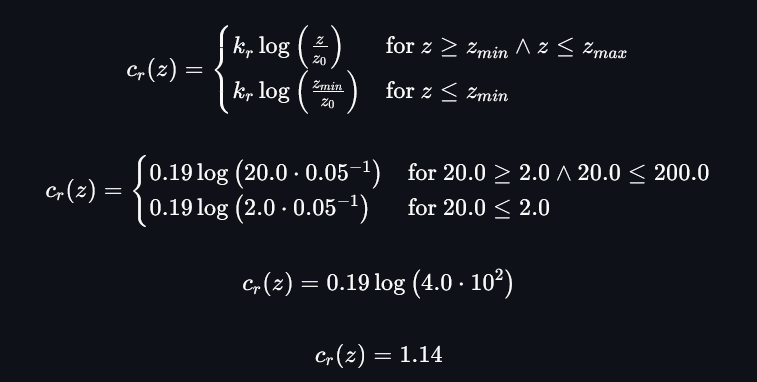 c_r(z) = { k_r log(z/z_0) for z ≥ z_min ∧ z ≤ z_max
k_r log(z_min/z_0) for z ≤ z_min
c_r(z) = { 0.19 log(20.0 · 0.05⁻¹) for 20.0 ≥ 2.0 ∧ 20.0 ≤ 200.0
0.19 log(2.0 · 0.05⁻¹) for 20.0 ≤ 2.0
c_r(z) = 0.19 log(4.0 · 10²)
c_r(z) = 1.14